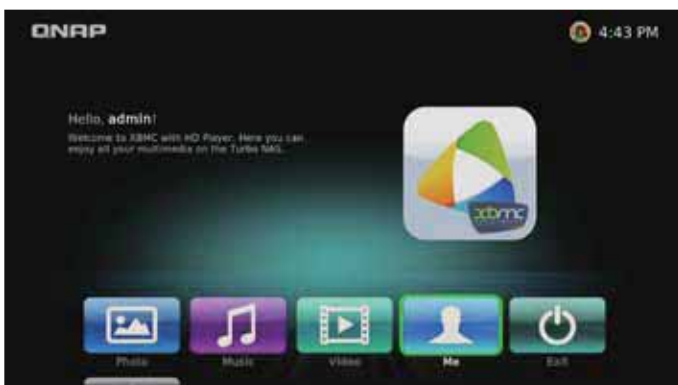 QNAP
4:43 PM
Hello, admin!
Welcome to XBMC with HD Player. Here you can
enjoy all your multimedia on the Turbo NAS.
xbmc
Photo
Music
Video
Me
Exit